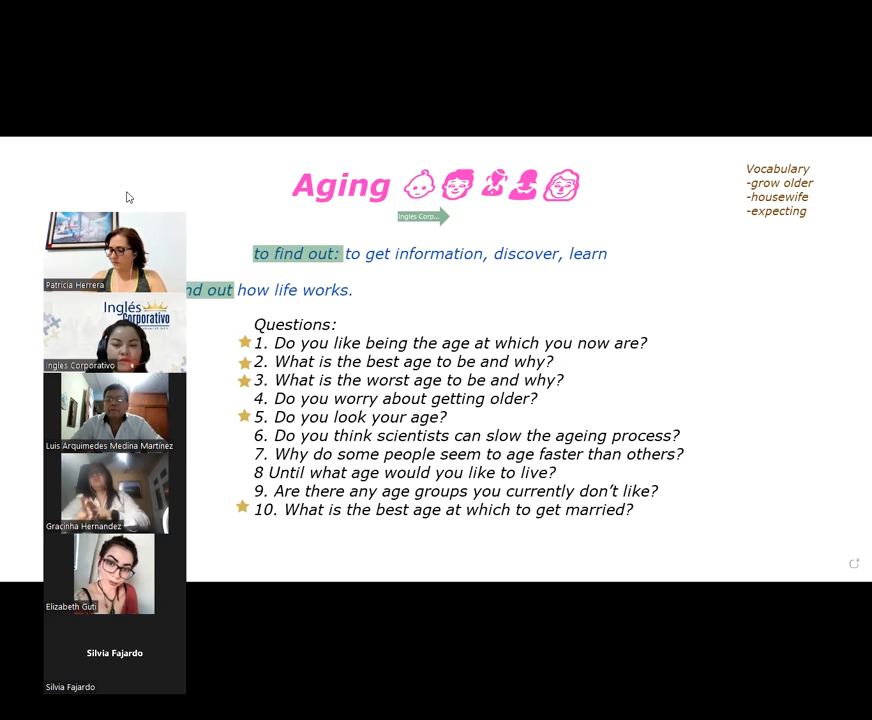 Aging
Vocabulary
-grow older
-housewife
-expecting
Ingles Corp...
to find out: to get information, discover, learn
nd out how life works.
Questions:
1. Do you like being the age at which you now are?
2. What is the best age to be and why?
3. What is the worst age to be and why?
4. Do you worry about getting older?
5. Do you look your age?
6. Do you think scientists can slow the ageing process?
7. Why do some people seem to age faster than others?
8 Until what age would you like to live?
9. Are there any age groups you currently don’t like?
10. What is the best age at which to get married?
Patricia Herrera
Inglés
Corporativo
Ingles Corporativo
Luis Arquimedes Medina Martínez
Gracinha Hernandez
Elizabeth Guti
Silvia Fajardo
Silvia Fajardo